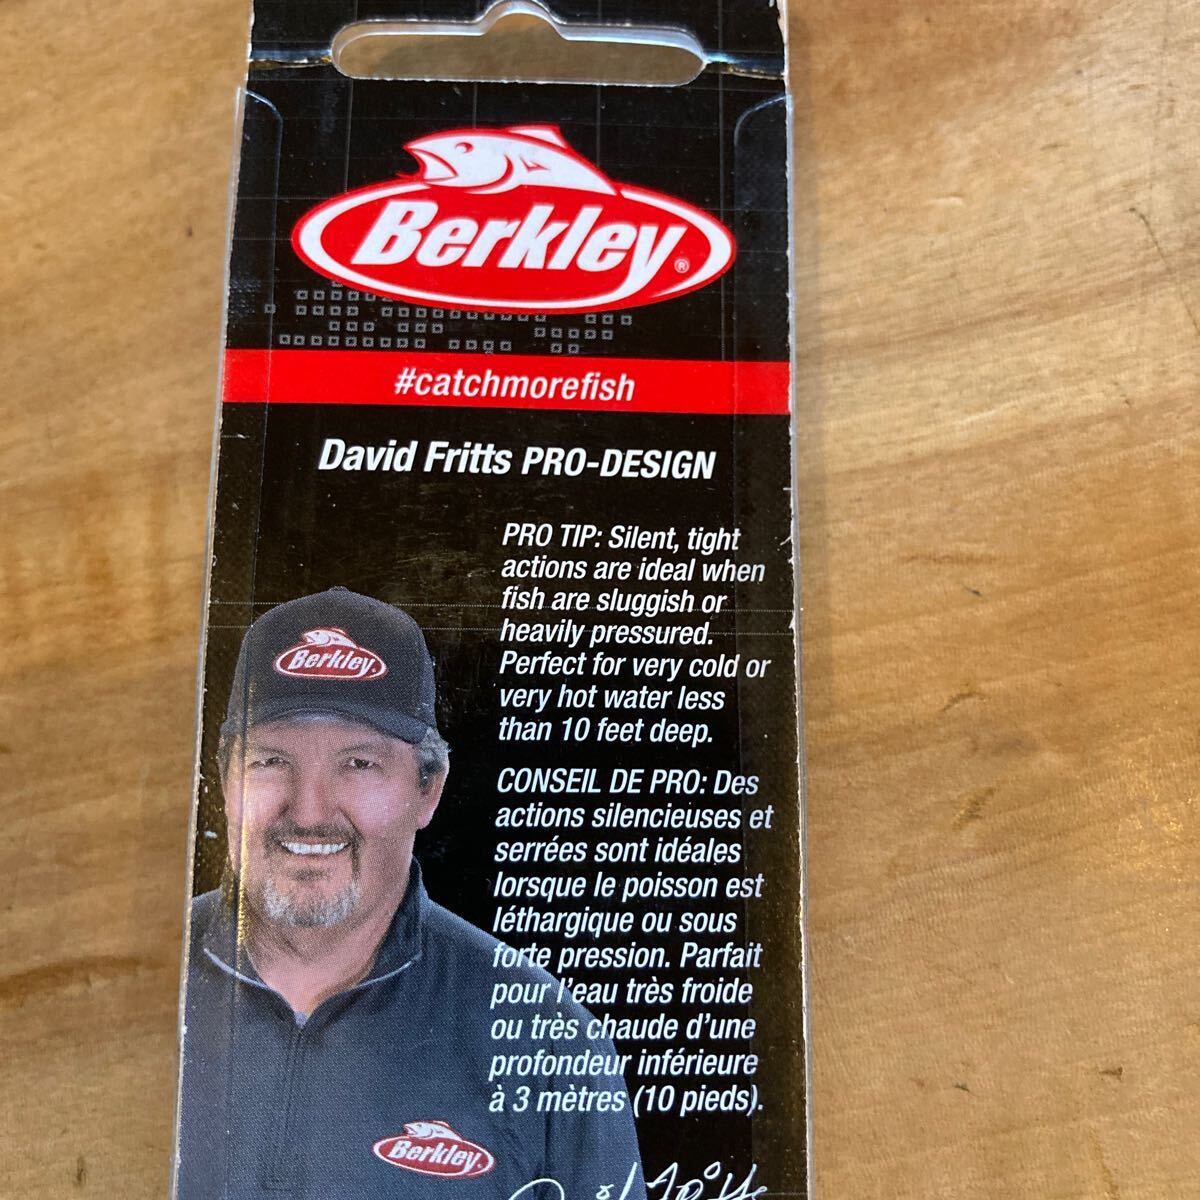 Berkley®
#catchmorefish
David Fritts PRO-DESIGN
PRO TIP: Silent, tight
actions are ideal when
fish are sluggish or
heavily pressured.
Perfect for very cold or
very hot water less
than 10 feet deep.
CONSEIL DE PRO: Des
actions silencieuses et
serrées sont idéales
lorsque le poisson est
léthargique ou sous
forte pression. Parfait
pour l'eau très froide
ou très chaude d'une
profondeur inférieure
à 3 mètres (10 pieds).
Berkley
Berkley